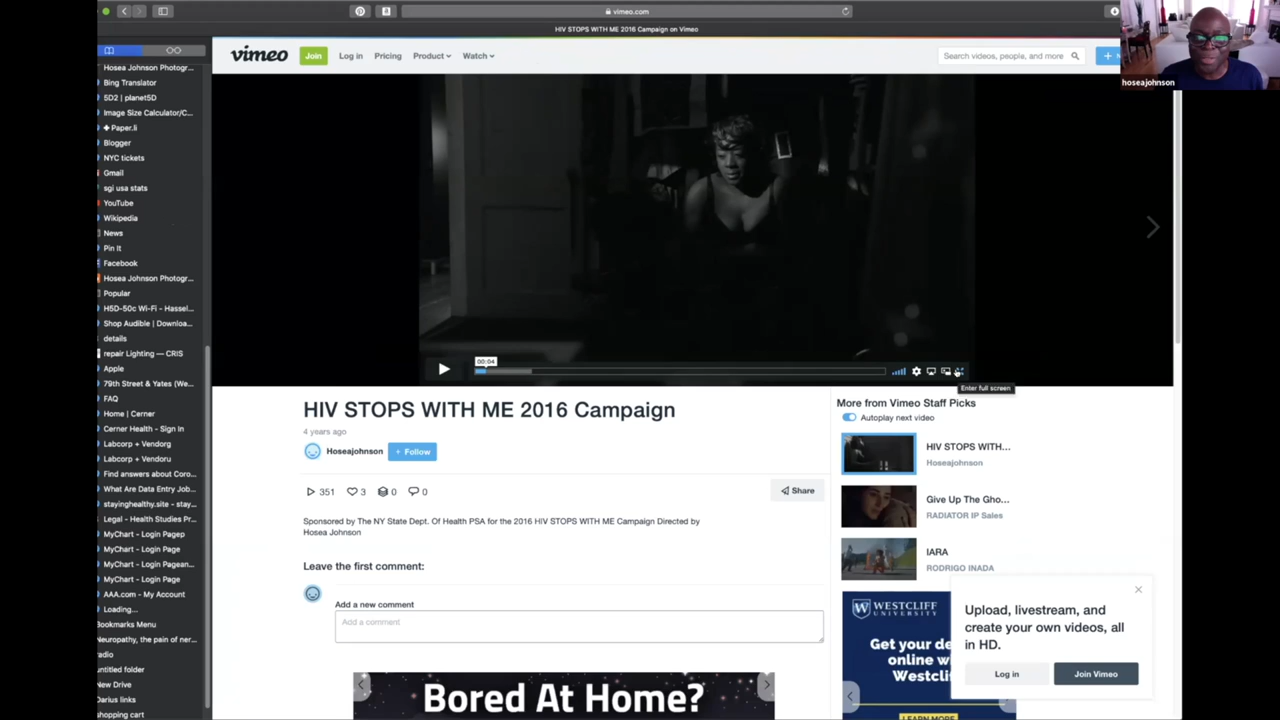 vimeo.com
HIV STOPS WITH ME 2016 Campaign on Vimeo
hoseajohnson
vimeo
Join
Log in
Pricing
Product
Watch
Search videos, people, and more
Hosea Johnson Photogr...
Bing Translator
5D2 | planet5D
Image Size Calculator/C...
Paper.li
Blogger
NYC tickets
Gmail
sgi usa stats
YouTube
Wikipedia
News
Pin It
Facebook
Hosea Johnson Photogr...
Popular
H5D-50c Wi-Fi - Hassel...
Shop Audible | Downloa...
details
repair Lighting — CRIS
Apple
79th Street & Yates (We...
FAQ
Home | Cerner
Cerner Health - Sign In
Labcorp + Vendorg
Labcorp + Vendoru
Find answers about Coro...
What Are Data Entry Job...
stayinghealthy.site - stay...
Legal - Health Studies Pr...
MyChart - Login Pagep
MyChart - Login Page
MyChart - Login Pagean...
MyChart - Login Page
AAA.com - My Account
Loading...
Bookmarks Menu
Neuropathy, the pain of ner...
radio
untitled folder
New Drive
Darius links
shopping cart
00:04
Enter full screen
HIV STOPS WITH ME 2016 Campaign
4 years ago
Hoseajohnson
+ Follow
351
3
0
0
Share
Sponsored by The NY State Dept. Of Health PSA for the 2016 HIV STOPS WITH ME Campaign Directed by
Hosea Johnson
Leave the first comment:
Add a new comment
Add a comment
Bored At Home?
More from Vimeo Staff Picks
Autoplay next video
HIV STOPS WITH...
Hoseajohnson
Give Up The Gho...
RADIATOR IP Sales
IARA
RODRIGO INADA
WESTCLIFF
UNIVERSITY
Get your de
online w
Westcli
LEARN MORE
Upload, livestream, and
create your own videos, all
in HD.
Log in
Join Vimeo